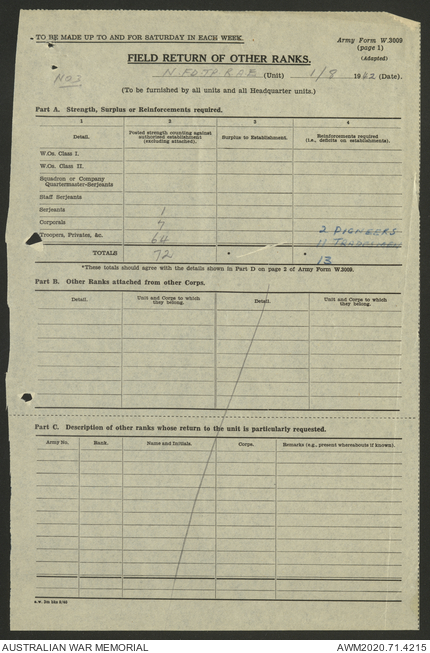 TO BE MADE UP TO AND FOR SATURDAY IN EACH WEEK.
Army Form W.3009
(page 1)
(Adapted)
FIELD RETURN OF OTHER RANKS.
NO3
(Unit) 1/8 1942 (Date).
(To be furnished by all units and all Headquarter units.)
Part A. Strength, Surplus or Reinforcements required.
1 2 3 4
Detail. Posted strength counting against authorised establishment (excluding attached). Surplus to Establishment. Reinforcements required (i.e., deficits on establishments).
W.Os. Class I.
W.Os. Class II.
Squadron or Company
Quartermaster-Serjeants
Staff Serjeants
Serjeants 1
Corporals 7 2 PIONEERS
Troopers, Privates, &c. 64 11 TRADESMEN
TOTALS 72 13
*These totals should agree with the details shown in Part D on page 2 of Army Form W.3009.
Part B. Other Ranks attached from other Corps.
Detail. Unit and Corps to which they belong. Detail. Unit and Corps to which they belong.
Part C. Description of other ranks whose return to the unit is particularly requested.
Army No. Rank. Name and Initials. Corps. Remarks (e.g., present whereabouts if known).
AUSTRALIAN WAR MEMORIAL AWM2020.71.4215